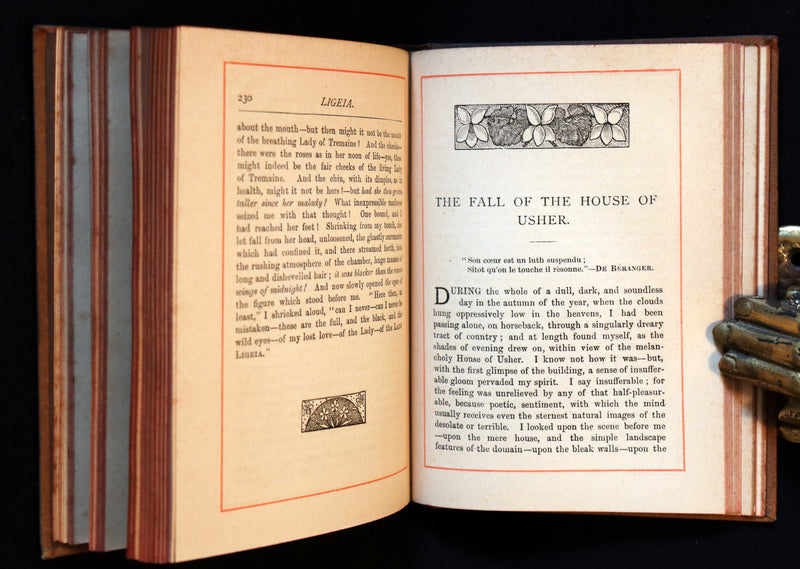 230
LIGEIA.
about the mouth—but then might it not be the mouth
of the breathing Lady of Tremaine? And the cheeks—
there were the roses as in her noon of life—yes, these
might indeed be the fair cheeks of the living Lady
of Tremaine. And the chin, with its dimples, as in
health, might it not be hers!—but had she then grown
taller since her malady? What inexpressible madness
seized me with that thought! One bound, and I
had reached her feet! Shrinking from my touch, she
let fall from her head, unloosened, the ghastly cerements
which had confined it, and there streamed forth, into
the rushing atmosphere of the chamber, huge masses of
long and dishevelled hair; it was blacker than the raven
wings of midnight! And now slowly opened the eyes of
the figure which stood before me. "Here then, at
least," I shrieked aloud, "can I never—can I never be
mistaken—these are the full, and the black, and the
wild eyes—of my lost love—of the Lady—of the LADY
LIGEIA."
THE FALL OF THE HOUSE OF
USHER.
"Son cœur est un luth suspendu;
Sitot qu'on le touche il résonne."—DE BÉRANGER.
DURING the whole of a dull, dark, and soundless
day in the autumn of the year, when the clouds
hung oppressively low in the heavens, I had been
passing alone, on horseback, through a singularly dreary
tract of country; and at length found myself, as the
shades of evening drew on, within view of the melan-
choly House of Usher. I know not how it was—but,
with the first glimpse of the building, a sense of insuffer-
able gloom pervaded my spirit. I say insufferable; for
the feeling was unrelieved by any of that half-pleasur-
able, because poetic, sentiment, with which the mind
usually receives even the sternest natural images of the
desolate or terrible. I looked upon the scene before me
—upon the mere house, and the simple landscape
features of the domain—upon the bleak walls—upon the